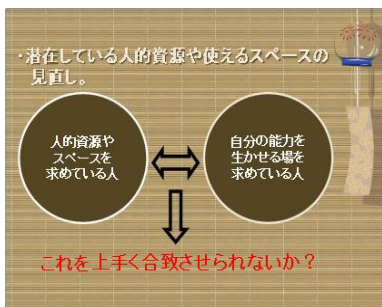 ・潜在している人的資源や使えるスペースの
見直し。
人的資源や
スペースを
求めている人
自分の能力を
生かせる場を
求めている人
これを上手く合致させられないか？